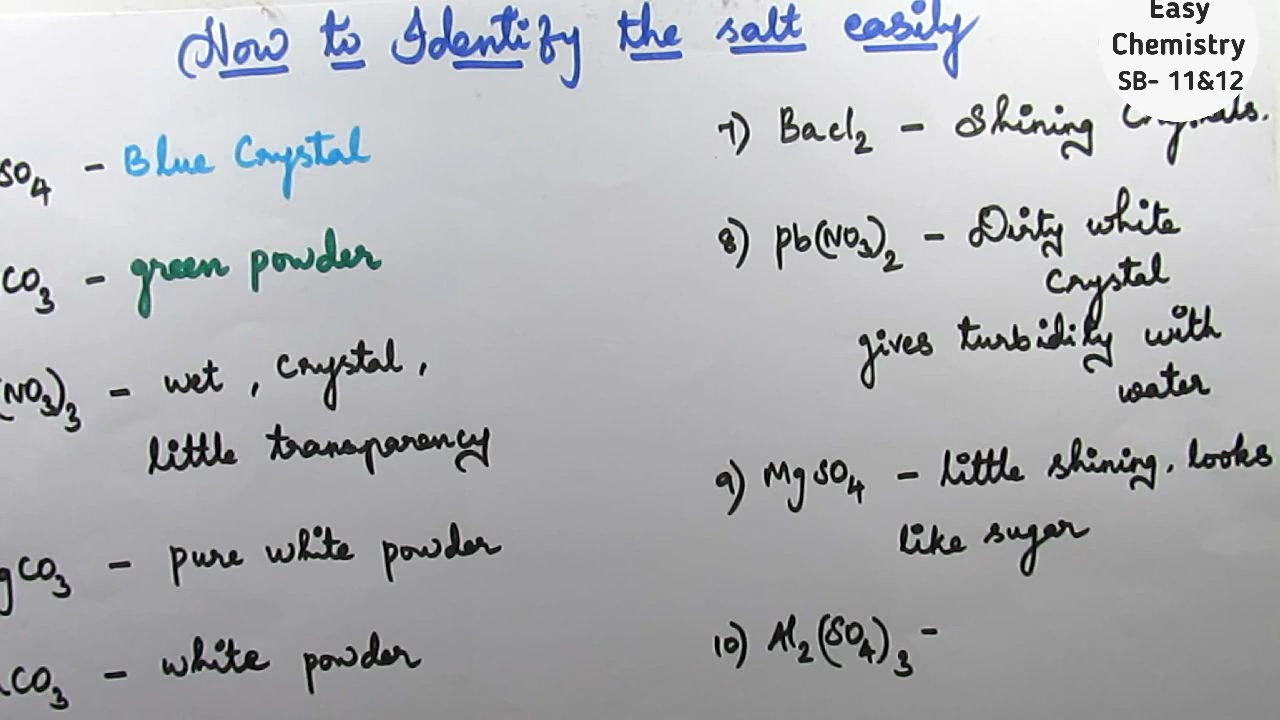 How to Identify the salt easily
Easy
Chemistry
SB- 11&12
SO4 - Blue Crystal
CO3 - green powder
(NO3)3 - wet, crystal,
little transparency
gCO3 - pure white powder
CO3 - white powder
7) Bacl2 - Shining Crystals.
8) pb(NO3)2 - Dirty white
Crystal
gives turbidity with
water
9) MgSO4 - little shining. looks
like sugar
10) Al2(SO4)3 -